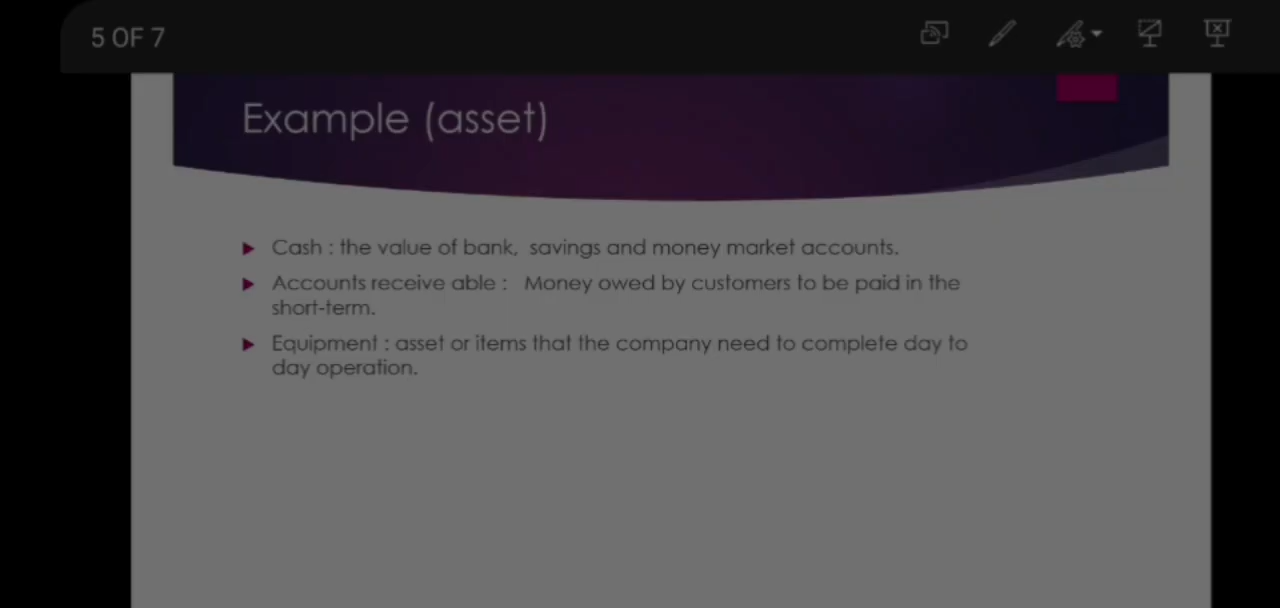 5 OF 7
Example (asset)
Cash : the value of bank, savings and money market accounts.
Accounts receive able : Money owed by customers to be paid in the
short-term.
Equipment : asset or items that the company need to complete day to
day operation.